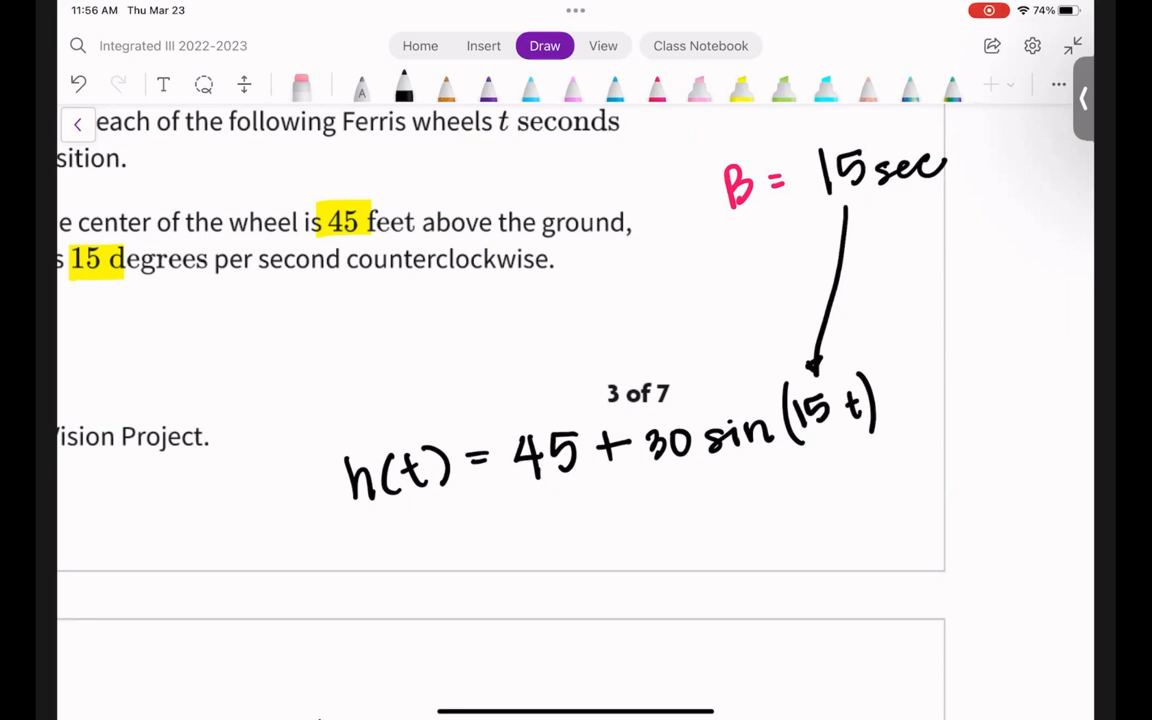 11:56 AM Thu Mar 23
74%
Integrated III 2022-2023
Home Insert Draw View Class Notebook
T
A
each of the following Ferris wheels t seconds
sition.
B = 15 sec
e center of the wheel is 45 feet above the ground,
s 15 degrees per second counterclockwise.
3 of 7
ision Project.
h(t) = 45 + 30 sin (15 t)